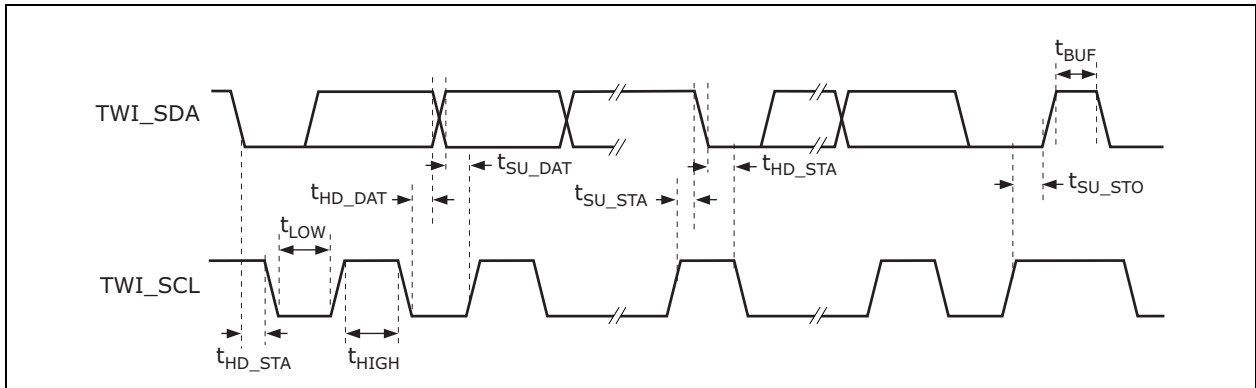 t_BUF
TWI_SDA
t_SU_DAT
t_HD_STA
t_HD_DAT
t_SU_STA
t_SU_STO
t_LOW
TWI_SCL
t_HD_STA
t_HIGH